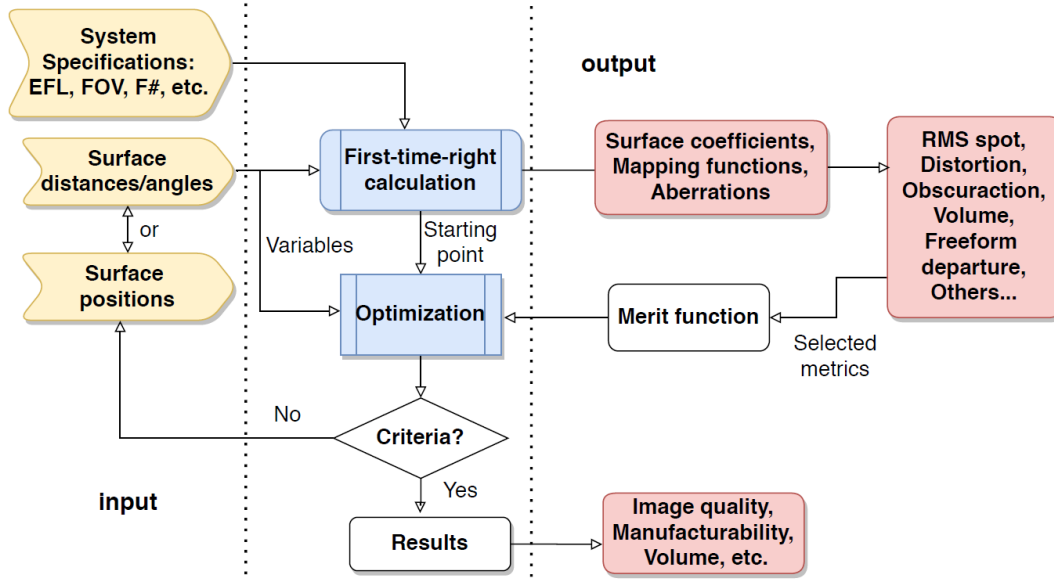 System
Specifications:
EFL, FOV, F#, etc.
output
Surface
distances/angles
First-time-right
calculation
Surface coefficients,
Mapping functions,
Aberrations
RMS spot,
Distortion,
Obscuraction,
Volume,
Freeform
departure,
Others...
or
Variables
Starting
point
Surface
positions
Optimization
Merit function
Selected
metrics
No
Criteria?
input
Yes
Results
Image quality,
Manufacturability,
Volume, etc.